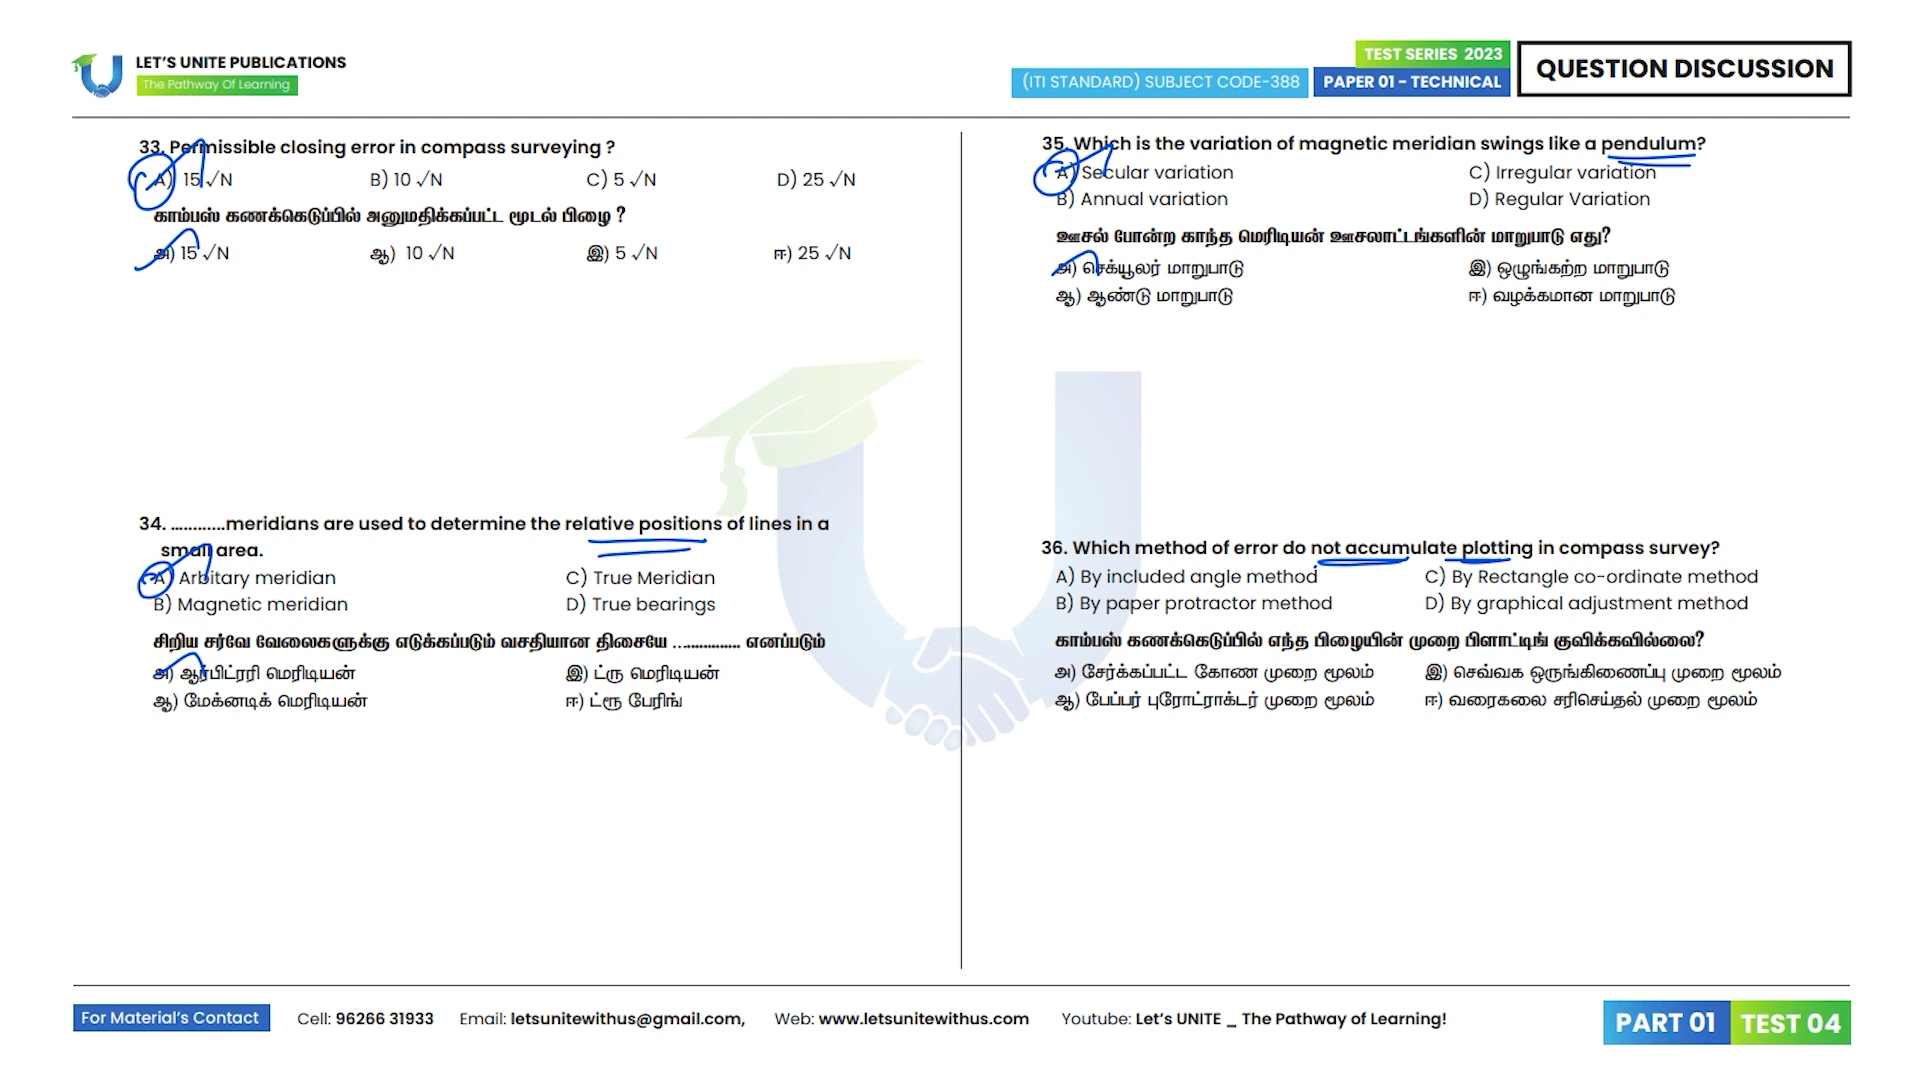 LET'S UNITE PUBLICATIONS
The Pathway Of Learning
TEST SERIES 2023
(ITI STANDARD) SUBJECT CODE-388
PAPER 01 - TECHNICAL
QUESTION DISCUSSION
33. Permissible closing error in compass surveying ?
A) 15 √N B) 10 √N C) 5 √N D) 25 √N
காம்பஸ் கணக்கெடுப்பில் அனுமதிக்கப்பட்ட மூடல் பிழை ?
அ) 15 √N ஆ) 10 √N இ) 5 √N ஈ) 25 √N
34. ............meridians are used to determine the relative positions of lines in a
small area.
A) Arbitary meridian C) True Meridian
B) Magnetic meridian D) True bearings
சிறிய சர்வே வேலைகளுக்கு எடுக்கப்படும் வசதியான திசையே ................ எனப்படும்
அ) ஆர்பிட்ரரி மெரிடியன் இ) ட்ரு மெரிடியன்
ஆ) மேக்னடிக் மெரிடியன் ஈ) ட்ரூ பேரிங்
35. Which is the variation of magnetic meridian swings like a pendulum?
A) Secular variation C) Irregular variation
B) Annual variation D) Regular Variation
ஊசல் போன்ற காந்த மெரிடியன் ஊசலாட்டங்களின் மாறுபாடு எது?
அ) செக்யூலர் மாறுபாடு இ) ஒழுங்கற்ற மாறுபாடு
ஆ) ஆண்டு மாறுபாடு ஈ) வழக்கமான மாறுபாடு
36. Which method of error do not accumulate plotting in compass survey?
A) By included angle method C) By Rectangle co-ordinate method
B) By paper protractor method D) By graphical adjustment method
காம்பஸ் கணக்கெடுப்பில் எந்த பிழையின் முறை பிளாட்டிங் குவிக்கவில்லை?
அ) சேர்க்கப்பட்ட கோண முறை மூலம் இ) செவ்வக ஒருங்கிணைப்பு முறை மூலம்
ஆ) பேப்பர் புரோட்ராக்டர் முறை மூலம் ஈ) வரைகலை சரிசெய்தல் முறை மூலம்
For Material's Contact Cell: 96266 31933 Email: letsunitewithus@gmail.com, Web: www.letsunitewithus.com Youtube: Let's UNITE _ The Pathway of Learning!
PART 01 TEST 04